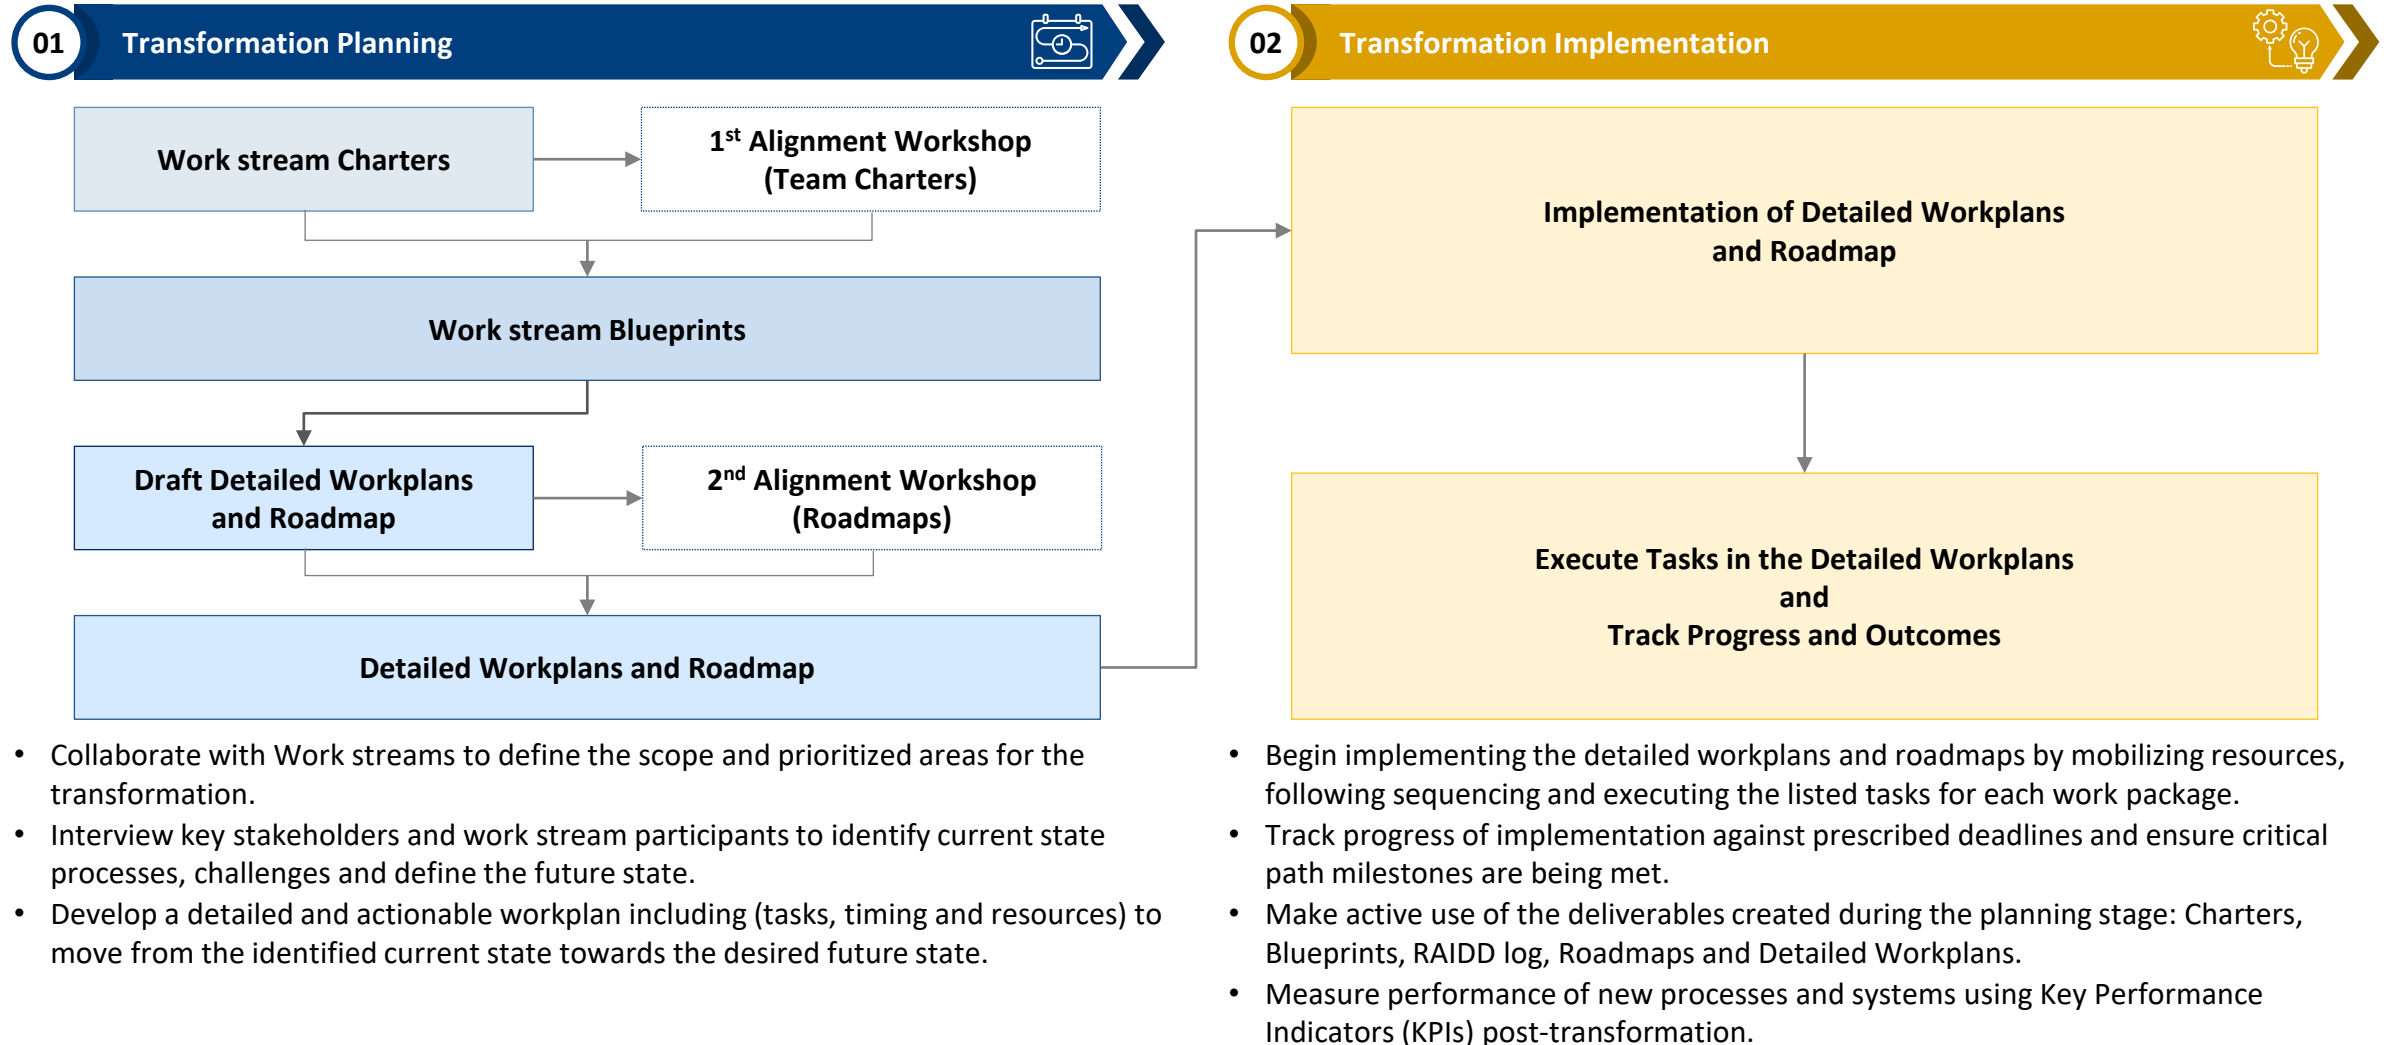 01
Transformation Planning
Work stream Charters
1st Alignment Workshop
(Team Charters)
Work stream Blueprints
Draft Detailed Workplans
and Roadmap
2nd Alignment Workshop
(Roadmaps)
Detailed Workplans and Roadmap
• Collaborate with Work streams to define the scope and prioritized areas for the
transformation.
• Interview key stakeholders and work stream participants to identify current state
processes, challenges and define the future state.
• Develop a detailed and actionable workplan including (tasks, timing and resources) to
move from the identified current state towards the desired future state.
02
Transformation Implementation
Implementation of Detailed Workplans
and Roadmap
Execute Tasks in the Detailed Workplans
and
Track Progress and Outcomes
• Begin implementing the detailed workplans and roadmaps by mobilizing resources,
following sequencing and executing the listed tasks for each work package.
• Track progress of implementation against prescribed deadlines and ensure critical
path milestones are being met.
• Make active use of the deliverables created during the planning stage: Charters,
Blueprints, RAIDD log, Roadmaps and Detailed Workplans.
• Measure performance of new processes and systems using Key Performance
Indicators (KPIs) post-transformation.